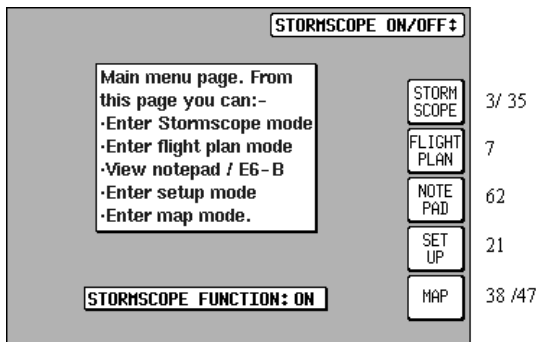 STORMSCOPE ON/OFF↕
Main menu page. From
this page you can:-
·Enter Stormscope mode
·Enter flight plan mode
·View notepad / E6-B
·Enter setup mode
·Enter map mode.
STORM
SCOPE
3/ 35
FLIGHT
PLAN
7
NOTE
PAD
62
SET
UP
21
MAP
38 /47
STORMSCOPE FUNCTION: ON